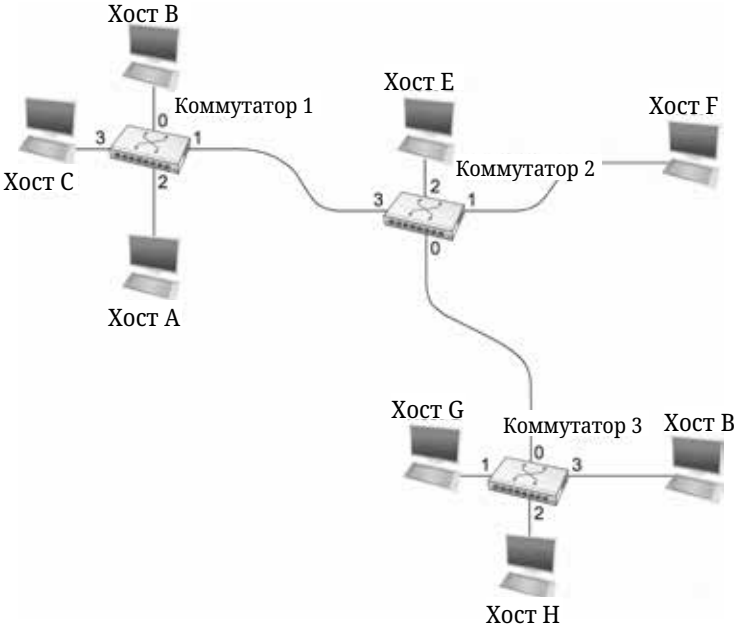 Хост B
Хост E
Коммутатор 1
Хост F
0
3
1
Коммутатор 2
Хост C
2
2
3
1
0
Хост A
Хост G
Коммутатор 3
Хост B
0
1
3
2
Хост H